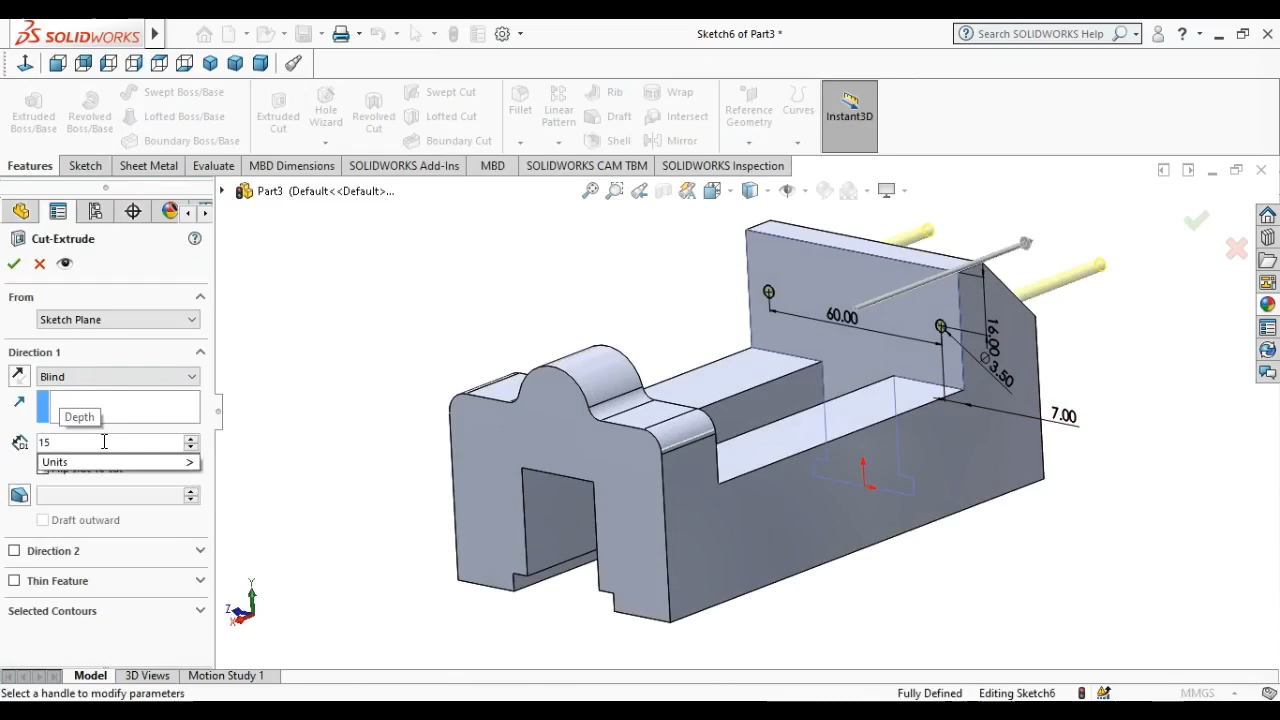 SOLIDWORKS
Sketch6 of Part3 *
Search SOLIDWORKS Help
?
Extruded Boss/Base
Revolved Boss/Base
Swept Boss/Base
Lofted Boss/Base
Boundary Boss/Base
Extruded Cut
Hole Wizard
Revolved Cut
Swept Cut
Lofted Cut
Boundary Cut
Fillet
Linear Pattern
Rib
Draft
Shell
Wrap
Intersect
Mirror
Reference Geometry
Curves
Instant3D
Features
Sketch
Sheet Metal
Evaluate
MBD Dimensions
SOLIDWORKS Add-Ins
MBD
SOLIDWORKS CAM TBM
SOLIDWORKS Inspection
Part3 (Default<<Default>...
Cut-Extrude
From
Sketch Plane
Direction 1
Blind
Depth
15
Units >
Draft outward
Direction 2
Thin Feature
Selected Contours
60.00
16.00
Ø3.50
7.00
Y
Z
X
Model
3D Views
Motion Study 1
Select a handle to modify parameters
Fully Defined
Editing Sketch6
MMGS